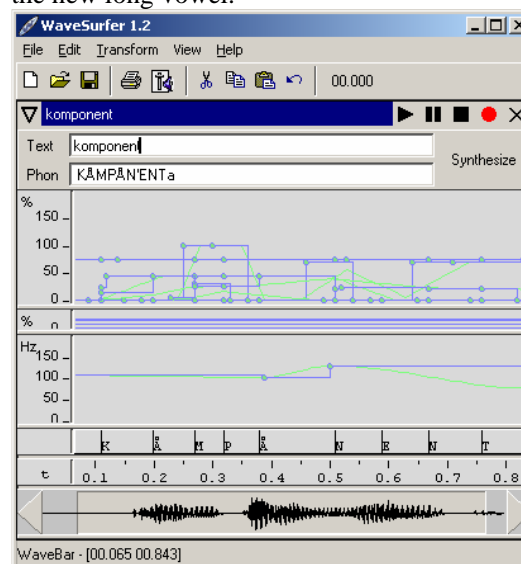 the new long vowel.
WaveSurfer 1.2
File Edit Transform View Help
00.000
komponent
Text komponent
Synthesize
Phon KÅMPÅN'ENTa
%
150
100
50
0
% 0
Hz
150
100
50
0
K Å M P Å N E N T
t 0.1 0.2 0.3 0.4 0.5 0.6 0.7 0.8
WaveBar - [00.065 00.843]